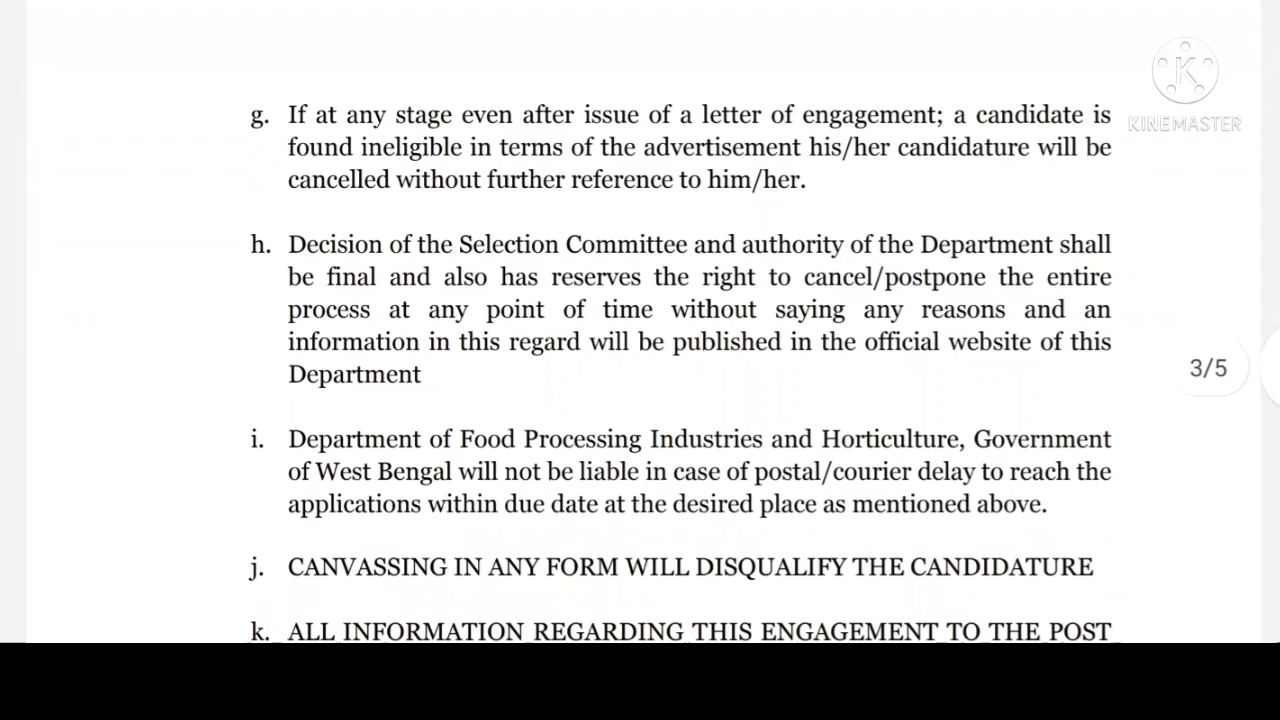 g. If at any stage even after issue of a letter of engagement; a candidate is
found ineligible in terms of the advertisement his/her candidature will be
cancelled without further reference to him/her.
h. Decision of the Selection Committee and authority of the Department shall
be final and also has reserves the right to cancel/postpone the entire
process at any point of time without saying any reasons and an
information in this regard will be published in the official website of this
Department
i. Department of Food Processing Industries and Horticulture, Government
of West Bengal will not be liable in case of postal/courier delay to reach the
applications within due date at the desired place as mentioned above.
j. CANVASSING IN ANY FORM WILL DISQUALIFY THE CANDIDATURE
k. ALL INFORMATION REGARDING THIS ENGAGEMENT TO THE POST
K
KINEMASTER
3/5